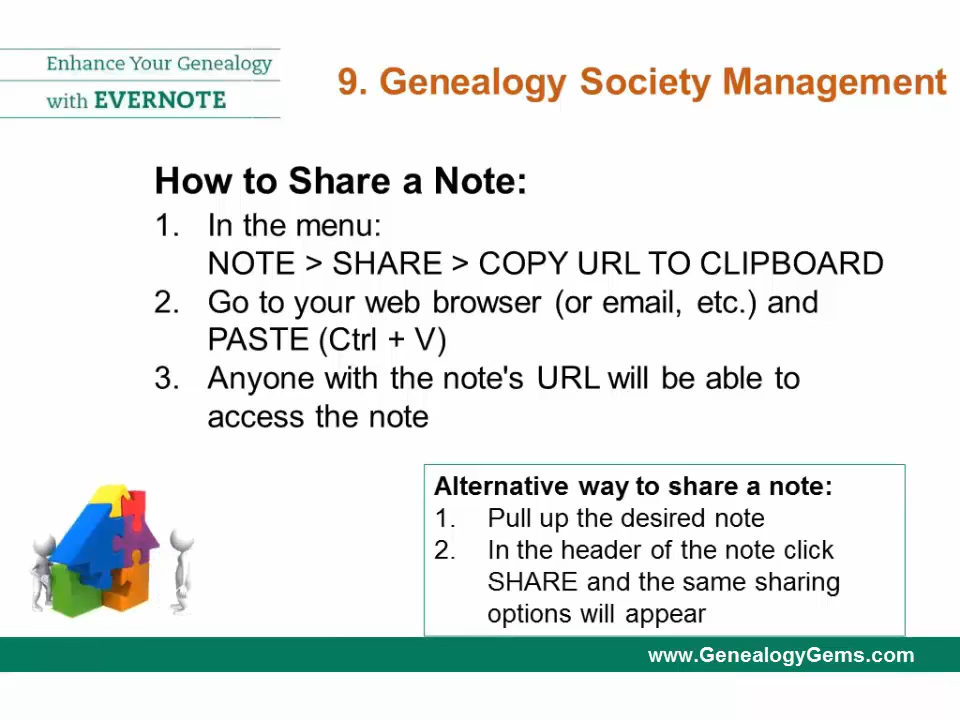 Enhance Your Genealogy
with EVERNOTE
9. Genealogy Society Management
How to Share a Note:
1. In the menu:
NOTE > SHARE > COPY URL TO CLIPBOARD
2. Go to your web browser (or email, etc.) and
PASTE (Ctrl + V)
3. Anyone with the note's URL will be able to
access the note
Alternative way to share a note:
1. Pull up the desired note
2. In the header of the note click
SHARE and the same sharing
options will appear
www.GenealogyGems.com